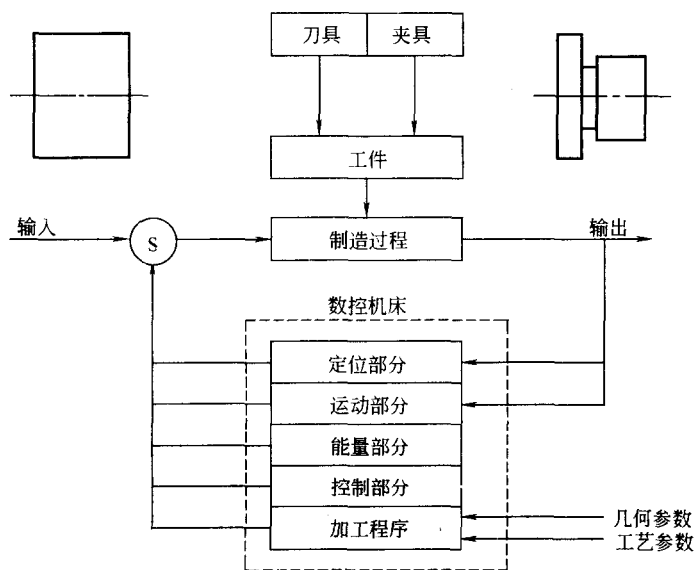 刀具 夹具
工件
输入
S
制造过程
输出
数控机床
定位部分
运动部分
能量部分
控制部分
加工程序
几何参数
工艺参数